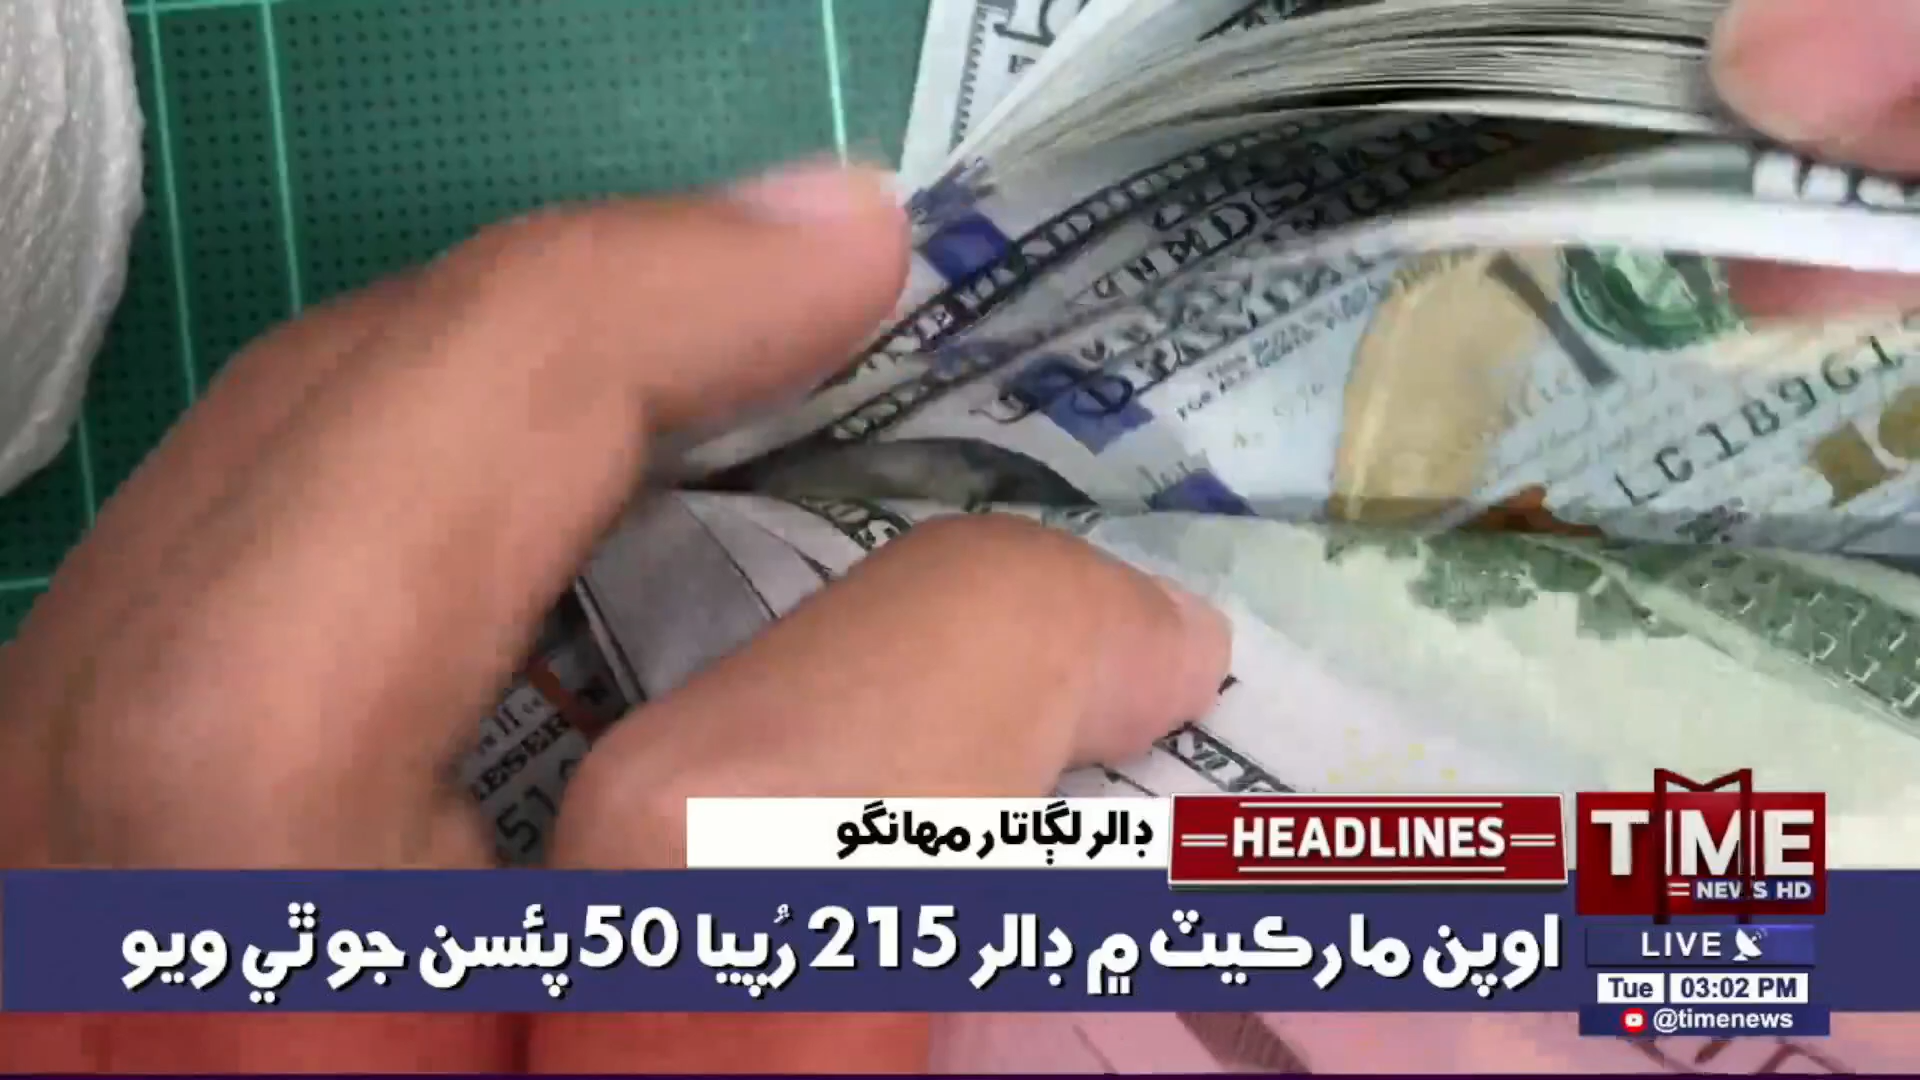 LC18961
ڊالر لڳاتار مهانگو
HEADLINES
TIME
NEWS HD
اوپن مارڪيٽ ۾ ڊالر 215 رُپيا 50 پئسن جو ٿي ويو
LIVE
Tue 03:02 PM
@timenews